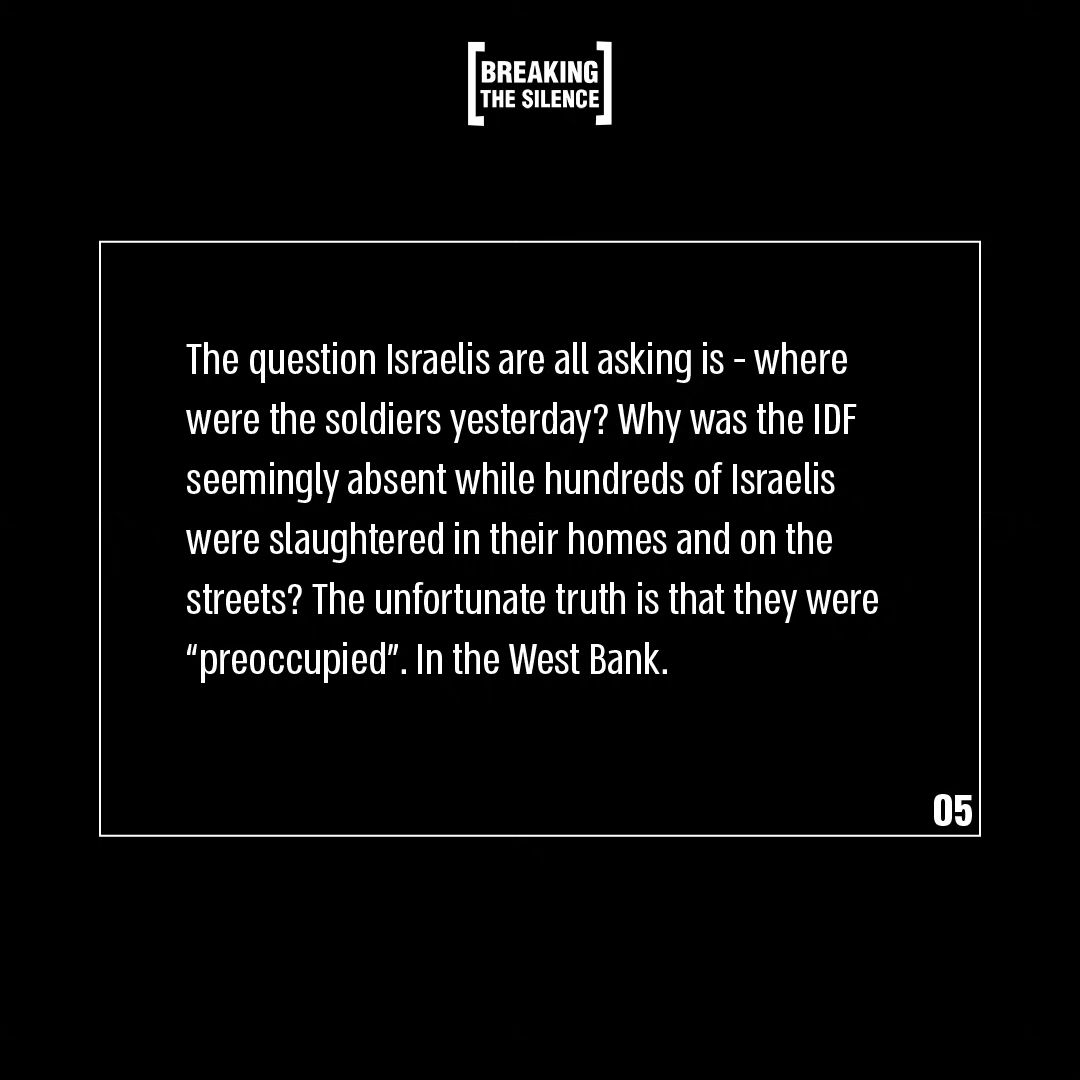 [BREAKING
THE SILENCE]
The question Israelis are all asking is - where
were the soldiers yesterday? Why was the IDF
seemingly absent while hundreds of Israelis
were slaughtered in their homes and on the
streets? The unfortunate truth is that they were
“preoccupied”. In the West Bank.
05